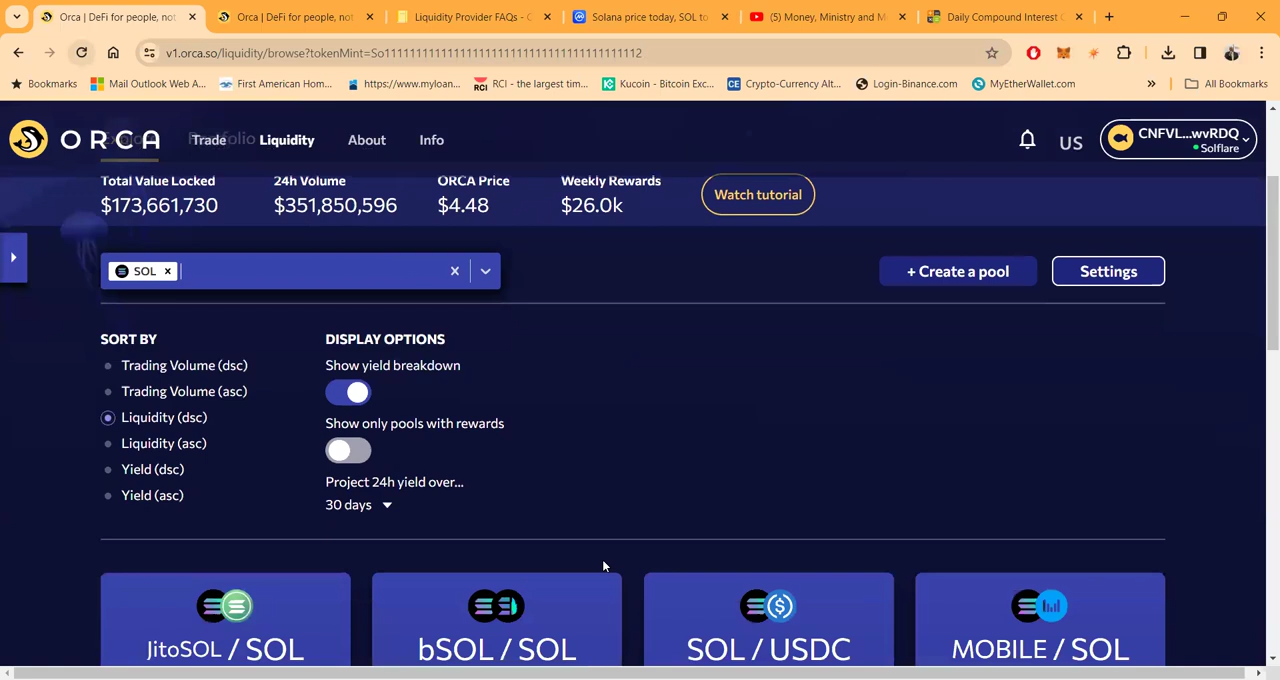 Orca | DeFi for people, not
Orca | DeFi for people, not
Liquidity Provider FAQs - C
Solana price today, SOL to
(5) Money, Ministry and M
Daily Compound Interest C
v1.orca.so/liquidity/browse?tokenMint=So11111111111111111111111111111111111111112
Bookmarks
Mail Outlook Web A...
First American Hom...
https://www.myloan...
RCI - the largest tim...
Kucoin - Bitcoin Exc...
Crypto-Currency Alt...
Login-Binance.com
MyEtherWallet.com
»
All Bookmarks
ORCA
Portfolio
Trade
Liquidity
About
Info
US
CNFVL...wvRDQ
Solflare
Total Value Locked
$173,661,730
24h Volume
$351,850,596
ORCA Price
$4.48
Weekly Rewards
$26.0k
Watch tutorial
SOL
+ Create a pool
Settings
SORT BY
Trading Volume (dsc)
Trading Volume (asc)
Liquidity (dsc)
Liquidity (asc)
Yield (dsc)
Yield (asc)
DISPLAY OPTIONS
Show yield breakdown
Show only pools with rewards
Project 24h yield over...
30 days
JitoSOL / SOL
bSOL / SOL
SOL / USDC
MOBILE / SOL